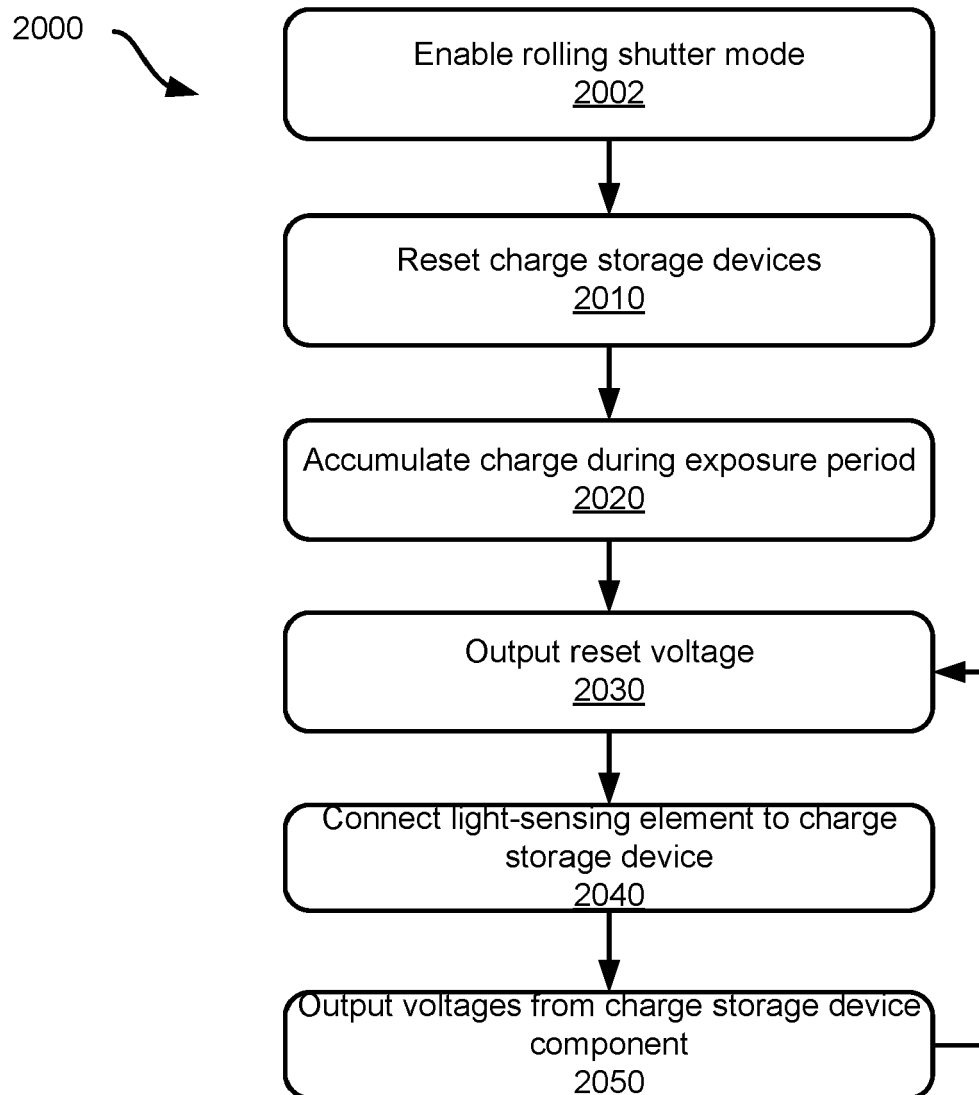 2000
Enable rolling shutter mode
2002
Reset charge storage devices
2010
Accumulate charge during exposure period
2020
Output reset voltage
2030
Connect light-sensing element to charge
storage device
2040
Output voltages from charge storage device
component
2050